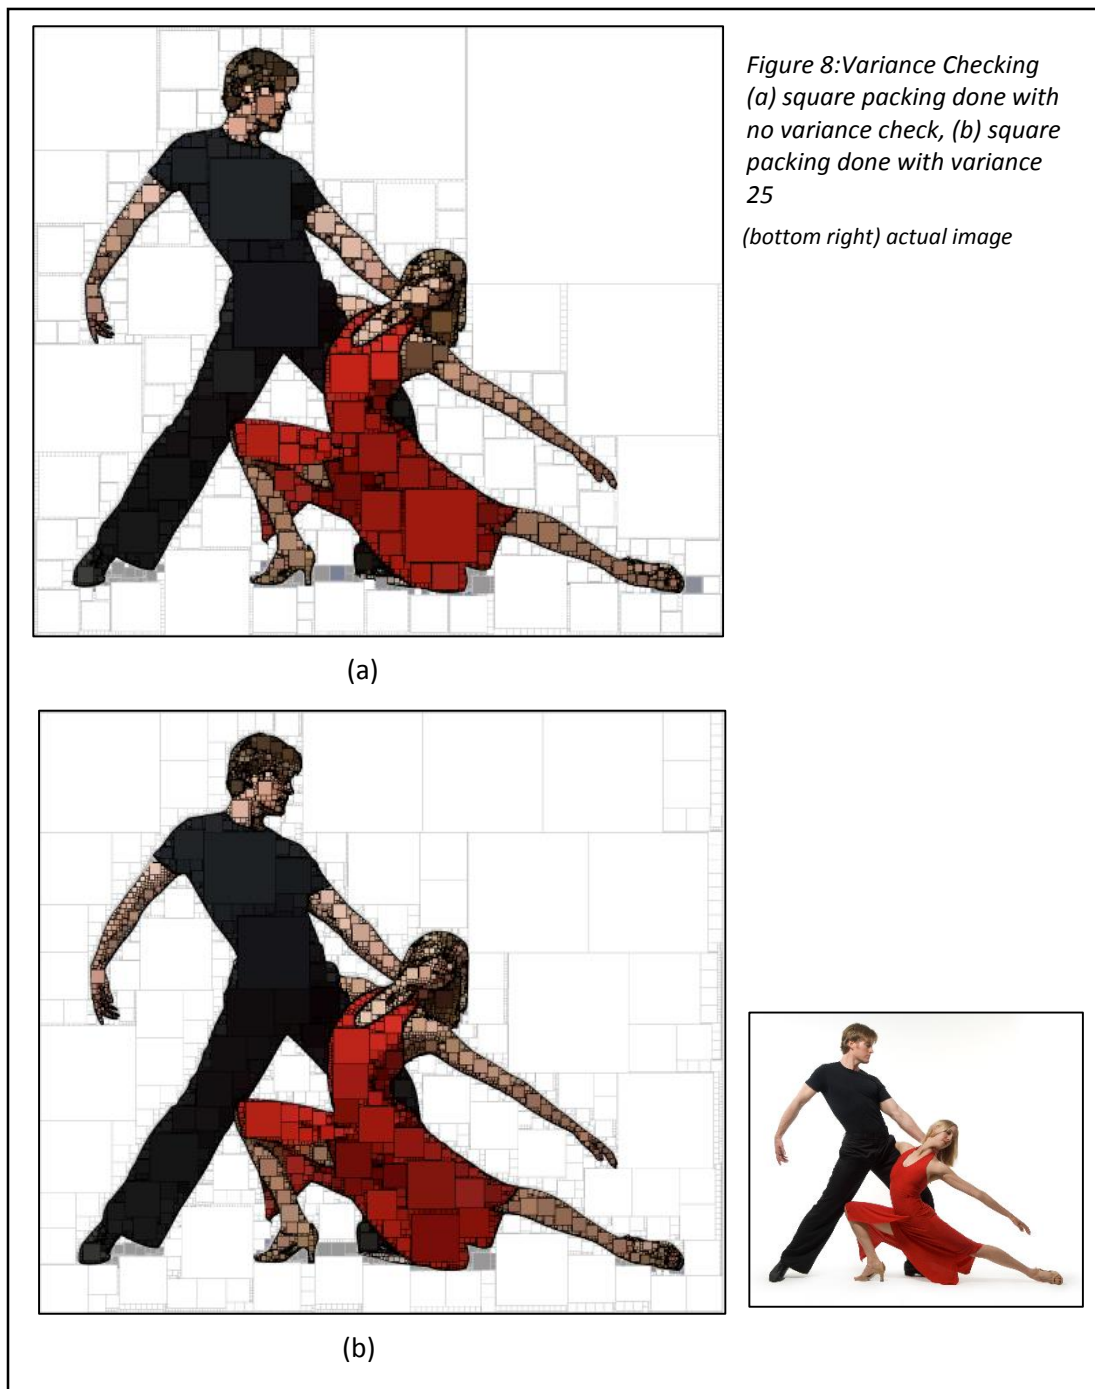 Figure 8:Variance Checking
(a) square packing done with
no variance check, (b) square
packing done with variance
25
(bottom right) actual image
(a)
(b)